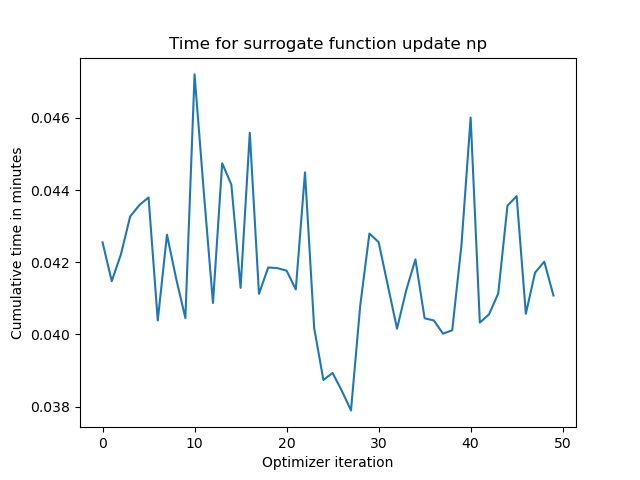 Time for surrogate function update np
Cumulative time in minutes
0.046
0.044
0.042
0.040
0.038
0 10 20 30 40 50
Optimizer iteration